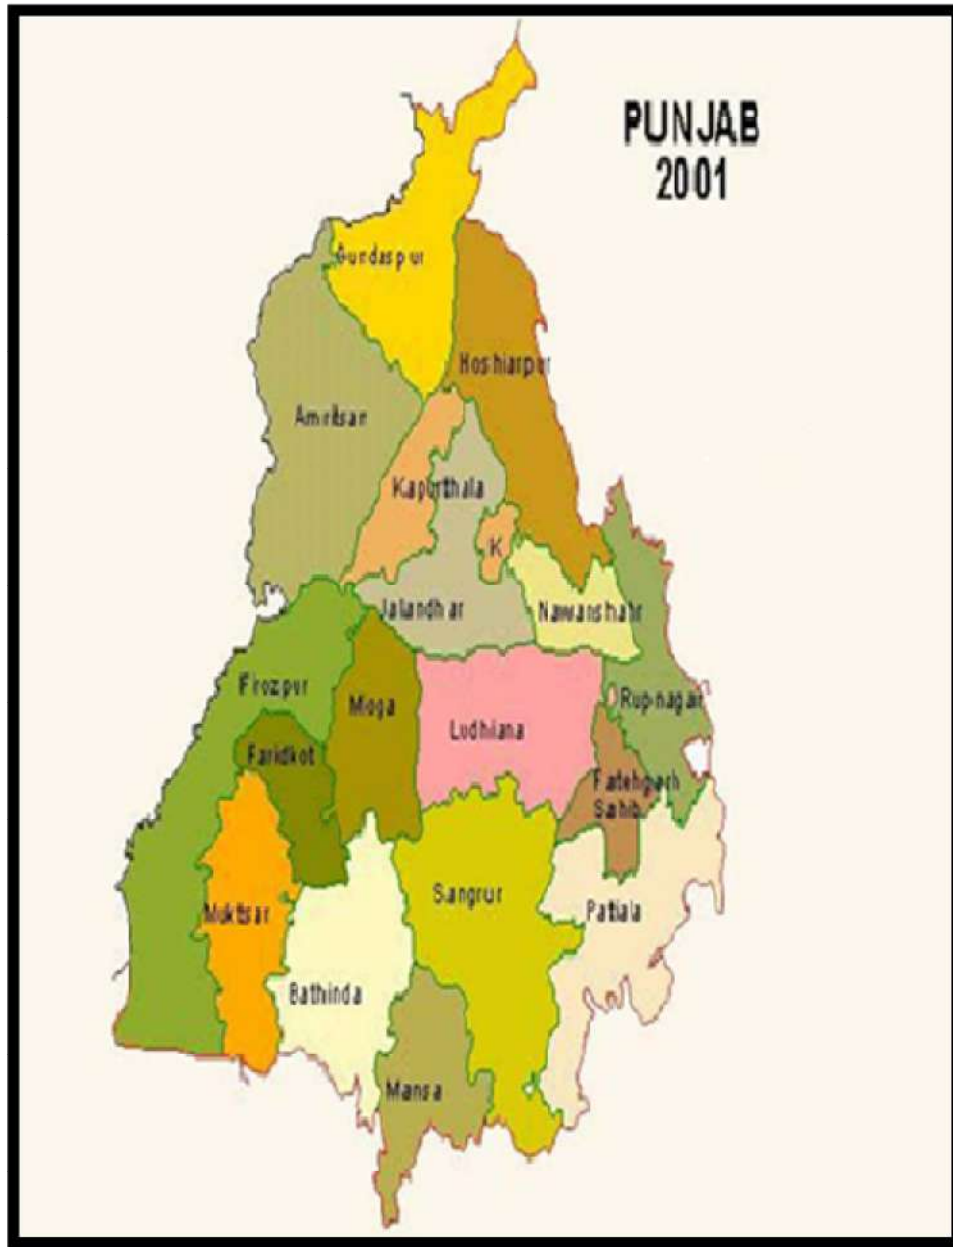 PUNJAB
2001
Gurdaspur
Hoshiarpur
Amritsar
Kapurthala
K
Jalandhar
Nawanshahr
Firozpur
Moga
Ludhiana
Rupnagar
Faridkot
Fatehgarh
Sahib
Muktsar
Sangrur
Patiala
Bathinda
Mansa